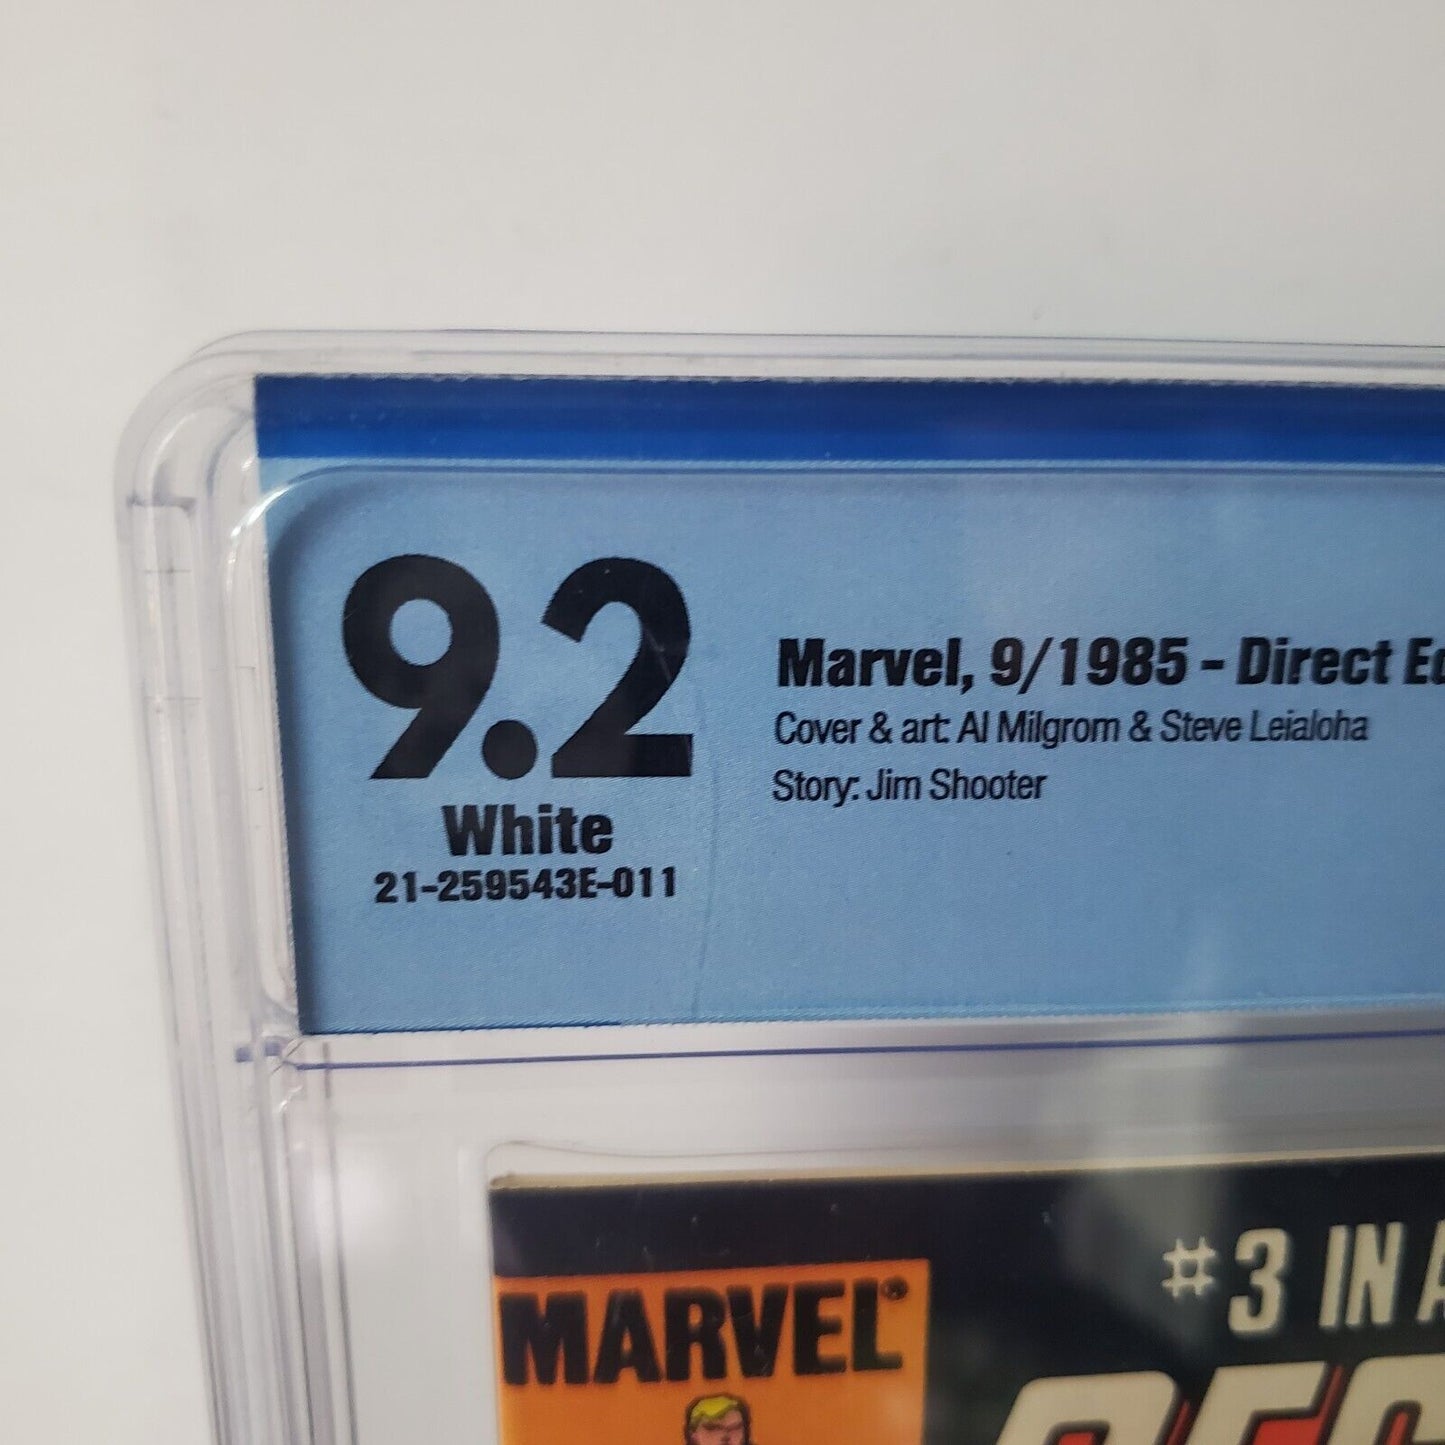 9.2
White
21-259543E-011
Marvel, 9/1985 - Direct
Cover & art: Al Milgrom & Steve Leialoha
Story: Jim Shooter
#3 IN
MARVEL®